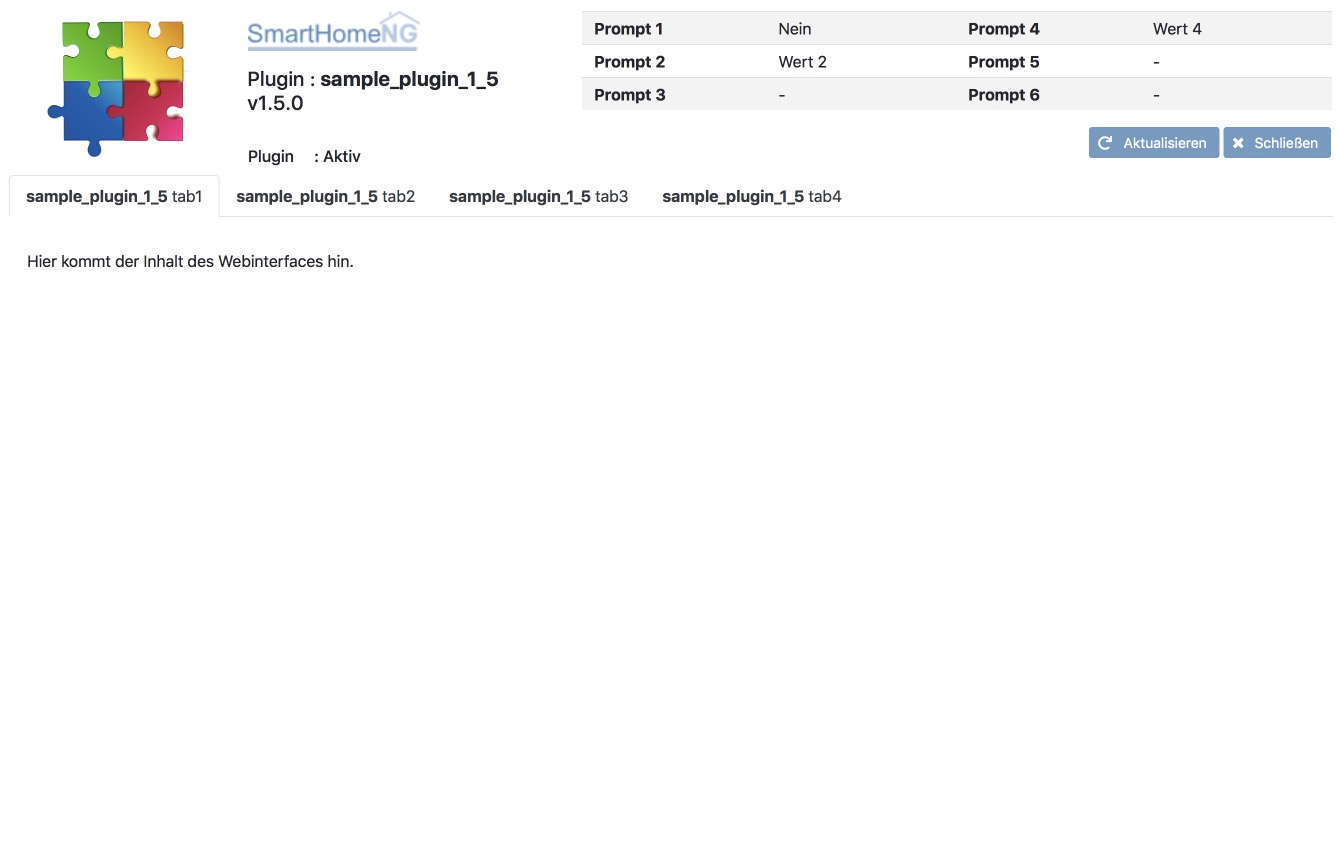 SmartHomeNG
Plugin : sample_plugin_1_5
v1.5.0
Plugin : Aktiv
Prompt 1 Nein Prompt 4 Wert 4
Prompt 2 Wert 2 Prompt 5 -
Prompt 3 - Prompt 6 -
Aktualisieren Schließen
sample_plugin_1_5 tab1 sample_plugin_1_5 tab2 sample_plugin_1_5 tab3 sample_plugin_1_5 tab4
Hier kommt der Inhalt des Webinterfaces hin.